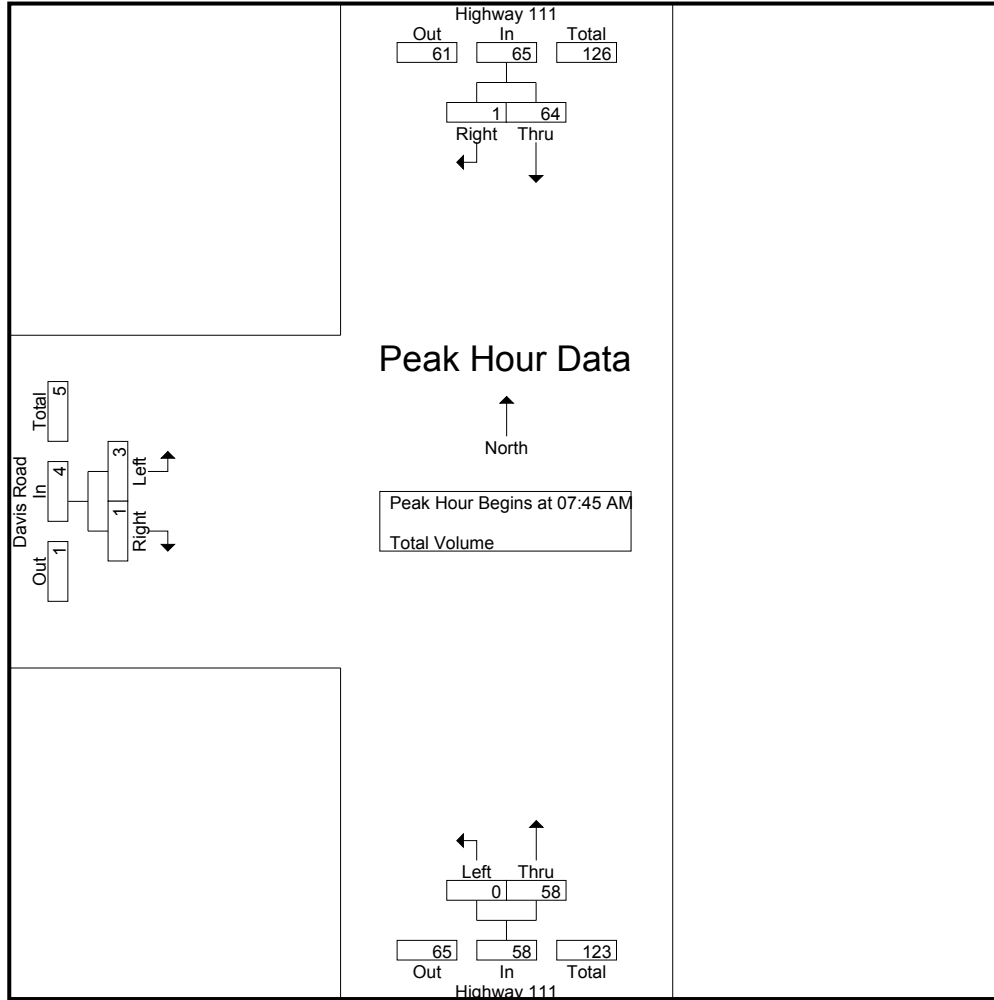 Highway 111
Out In Total
61 65 126
1 64
Right Thru
Peak Hour Data
North
Peak Hour Begins at 07:45 AM
Total Volume
Davis Road
Out In Total
1 4 5
1 3
Right Left
Left Thru
0 58
65 58 123
Out In Total
Highway 111